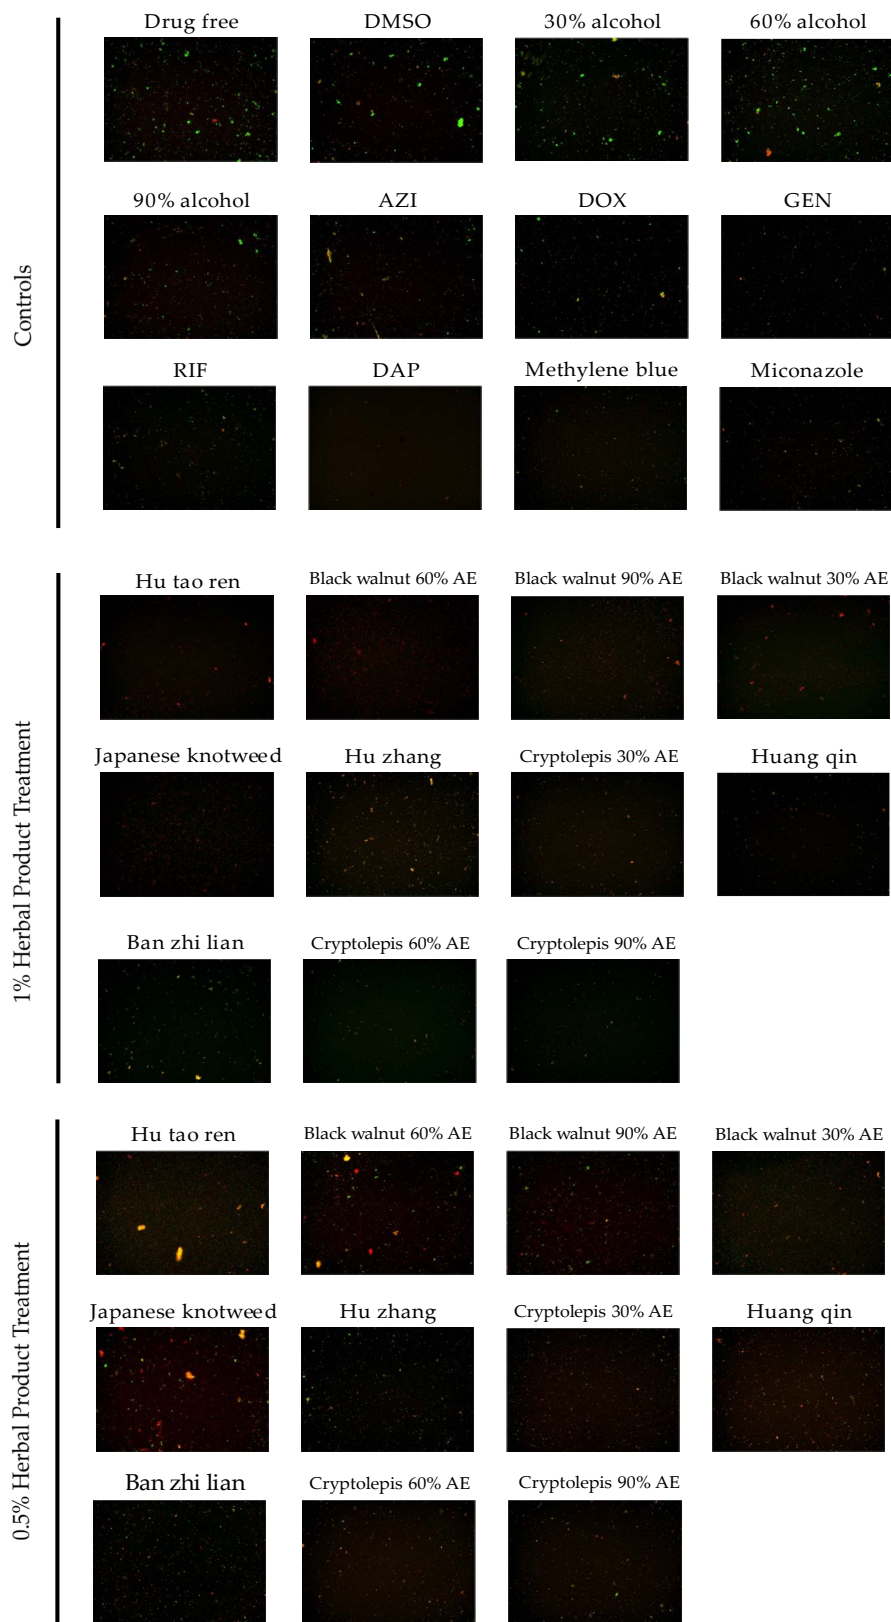 Controls
Drug free
DMSO
30% alcohol
60% alcohol
90% alcohol
AZI
DOX
GEN
RIF
DAP
Methylene blue
Miconazole
1% Herbal Product Treatment
Hu tao ren
Black walnut 60% AE
Black walnut 90% AE
Black walnut 30% AE
Japanese knotweed
Hu zhang
Cryptolepis 30% AE
Huang qin
Ban zhi lian
Cryptolepis 60% AE
Cryptolepis 90% AE
0.5% Herbal Product Treatment
Hu tao ren
Black walnut 60% AE
Black walnut 90% AE
Black walnut 30% AE
Japanese knotweed
Hu zhang
Cryptolepis 30% AE
Huang qin
Ban zhi lian
Cryptolepis 60% AE
Cryptolepis 90% AE